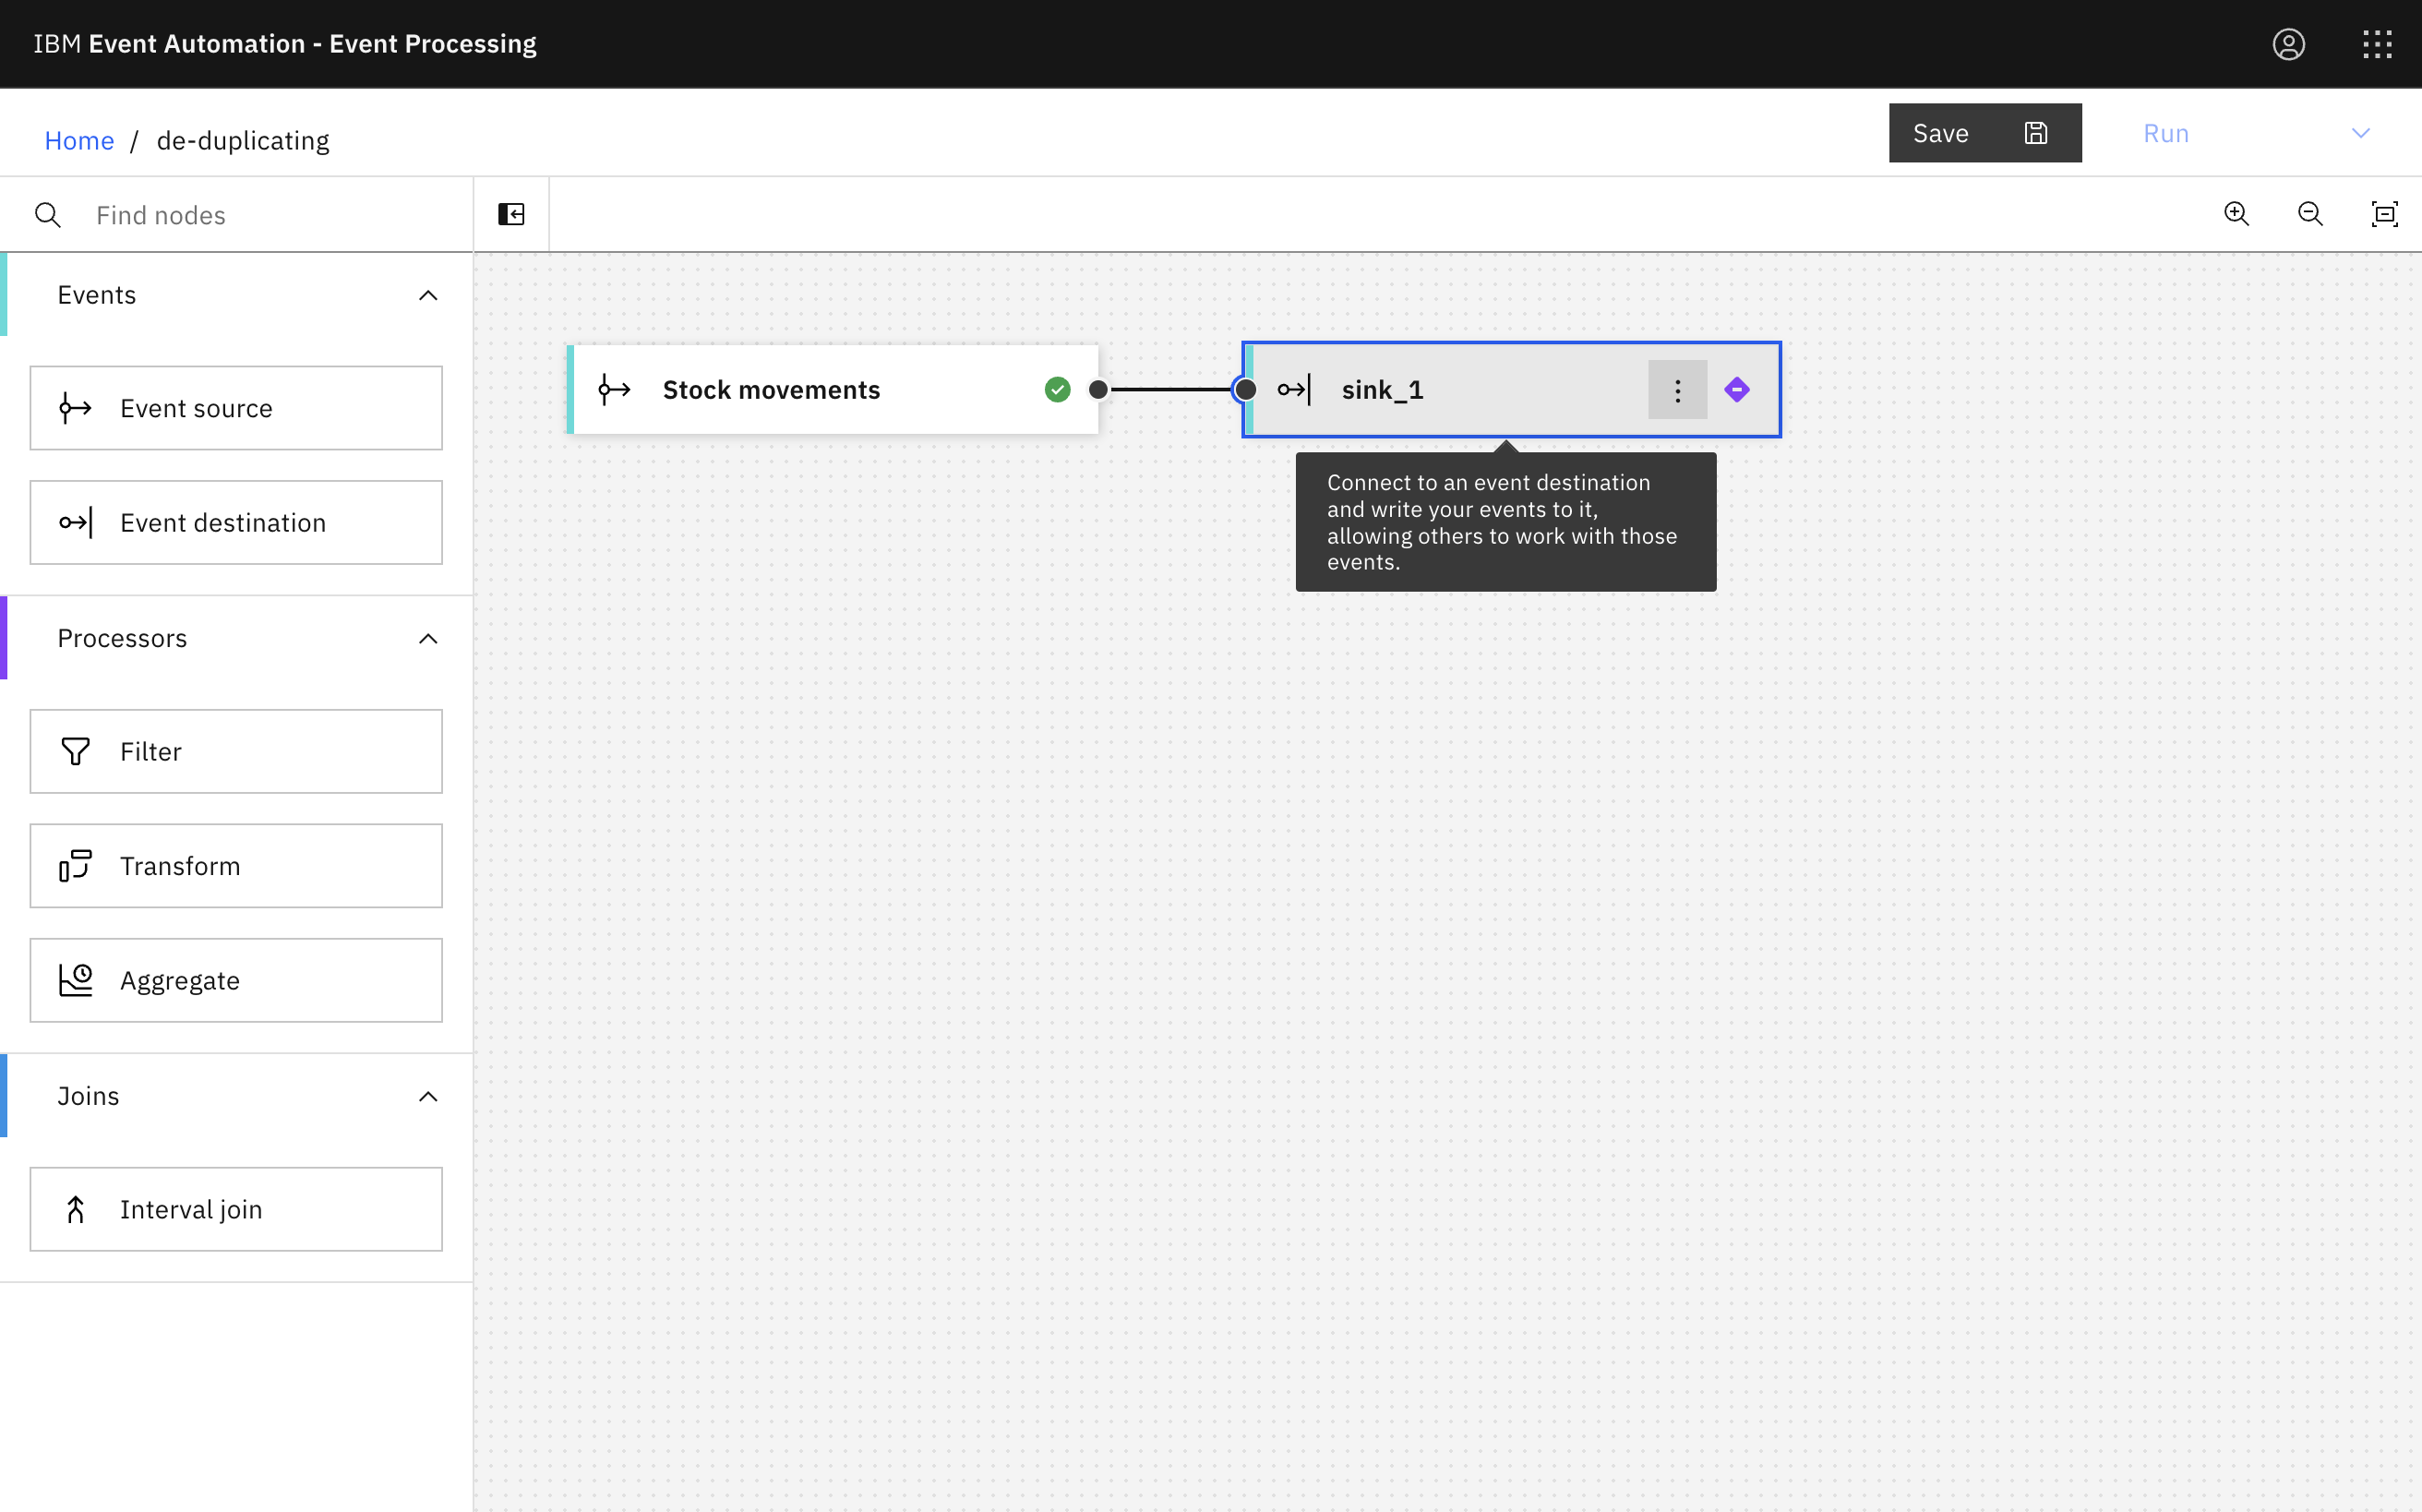 IBM Event Automation - Event Processing
Home / de-duplicating
Save
Run
Find nodes
Events
Event source
Event destination
Processors
Filter
Transform
Aggregate
Joins
Interval join
Stock movements
sink_1
Connect to an event destination
and write your events to it,
allowing others to work with those
events.